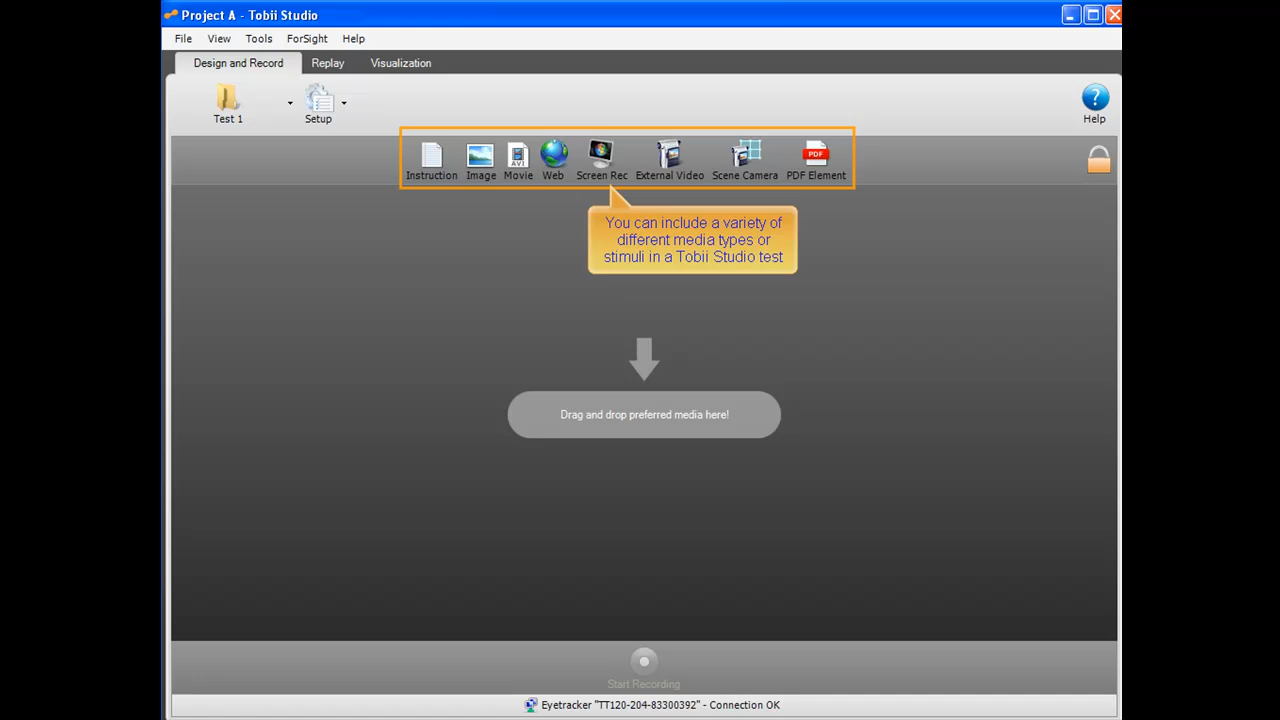 Project A - Tobii Studio
File View Tools ForSight Help
Design and Record Replay Visualization
Test 1 Setup Help
AVI PDF
Instruction Image Movie Web Screen Rec External Video Scene Camera PDF Element
You can include a variety of
different media types or
stimuli in a Tobii Studio test
Drag and drop preferred media here!
Start Recording
Eyetracker "TT120-204-83300392" - Connection OK